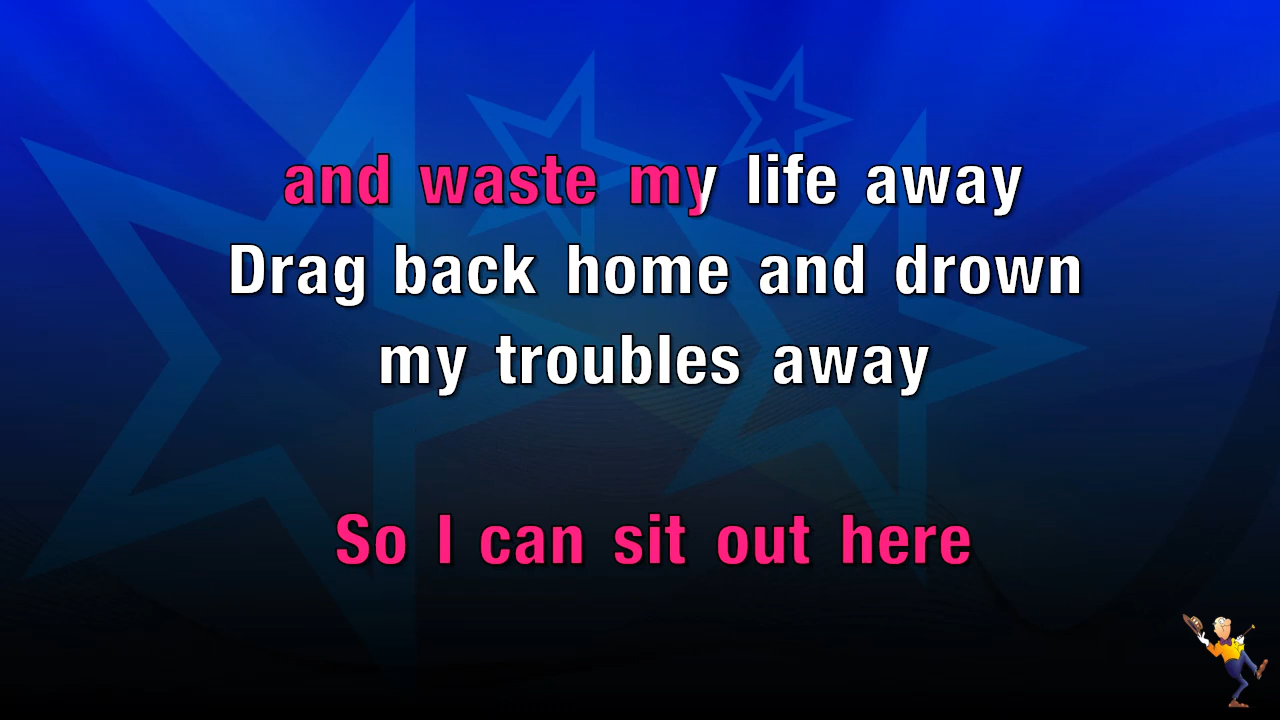 and waste my life away
Drag back home and drown
my troubles away
So I can sit out here